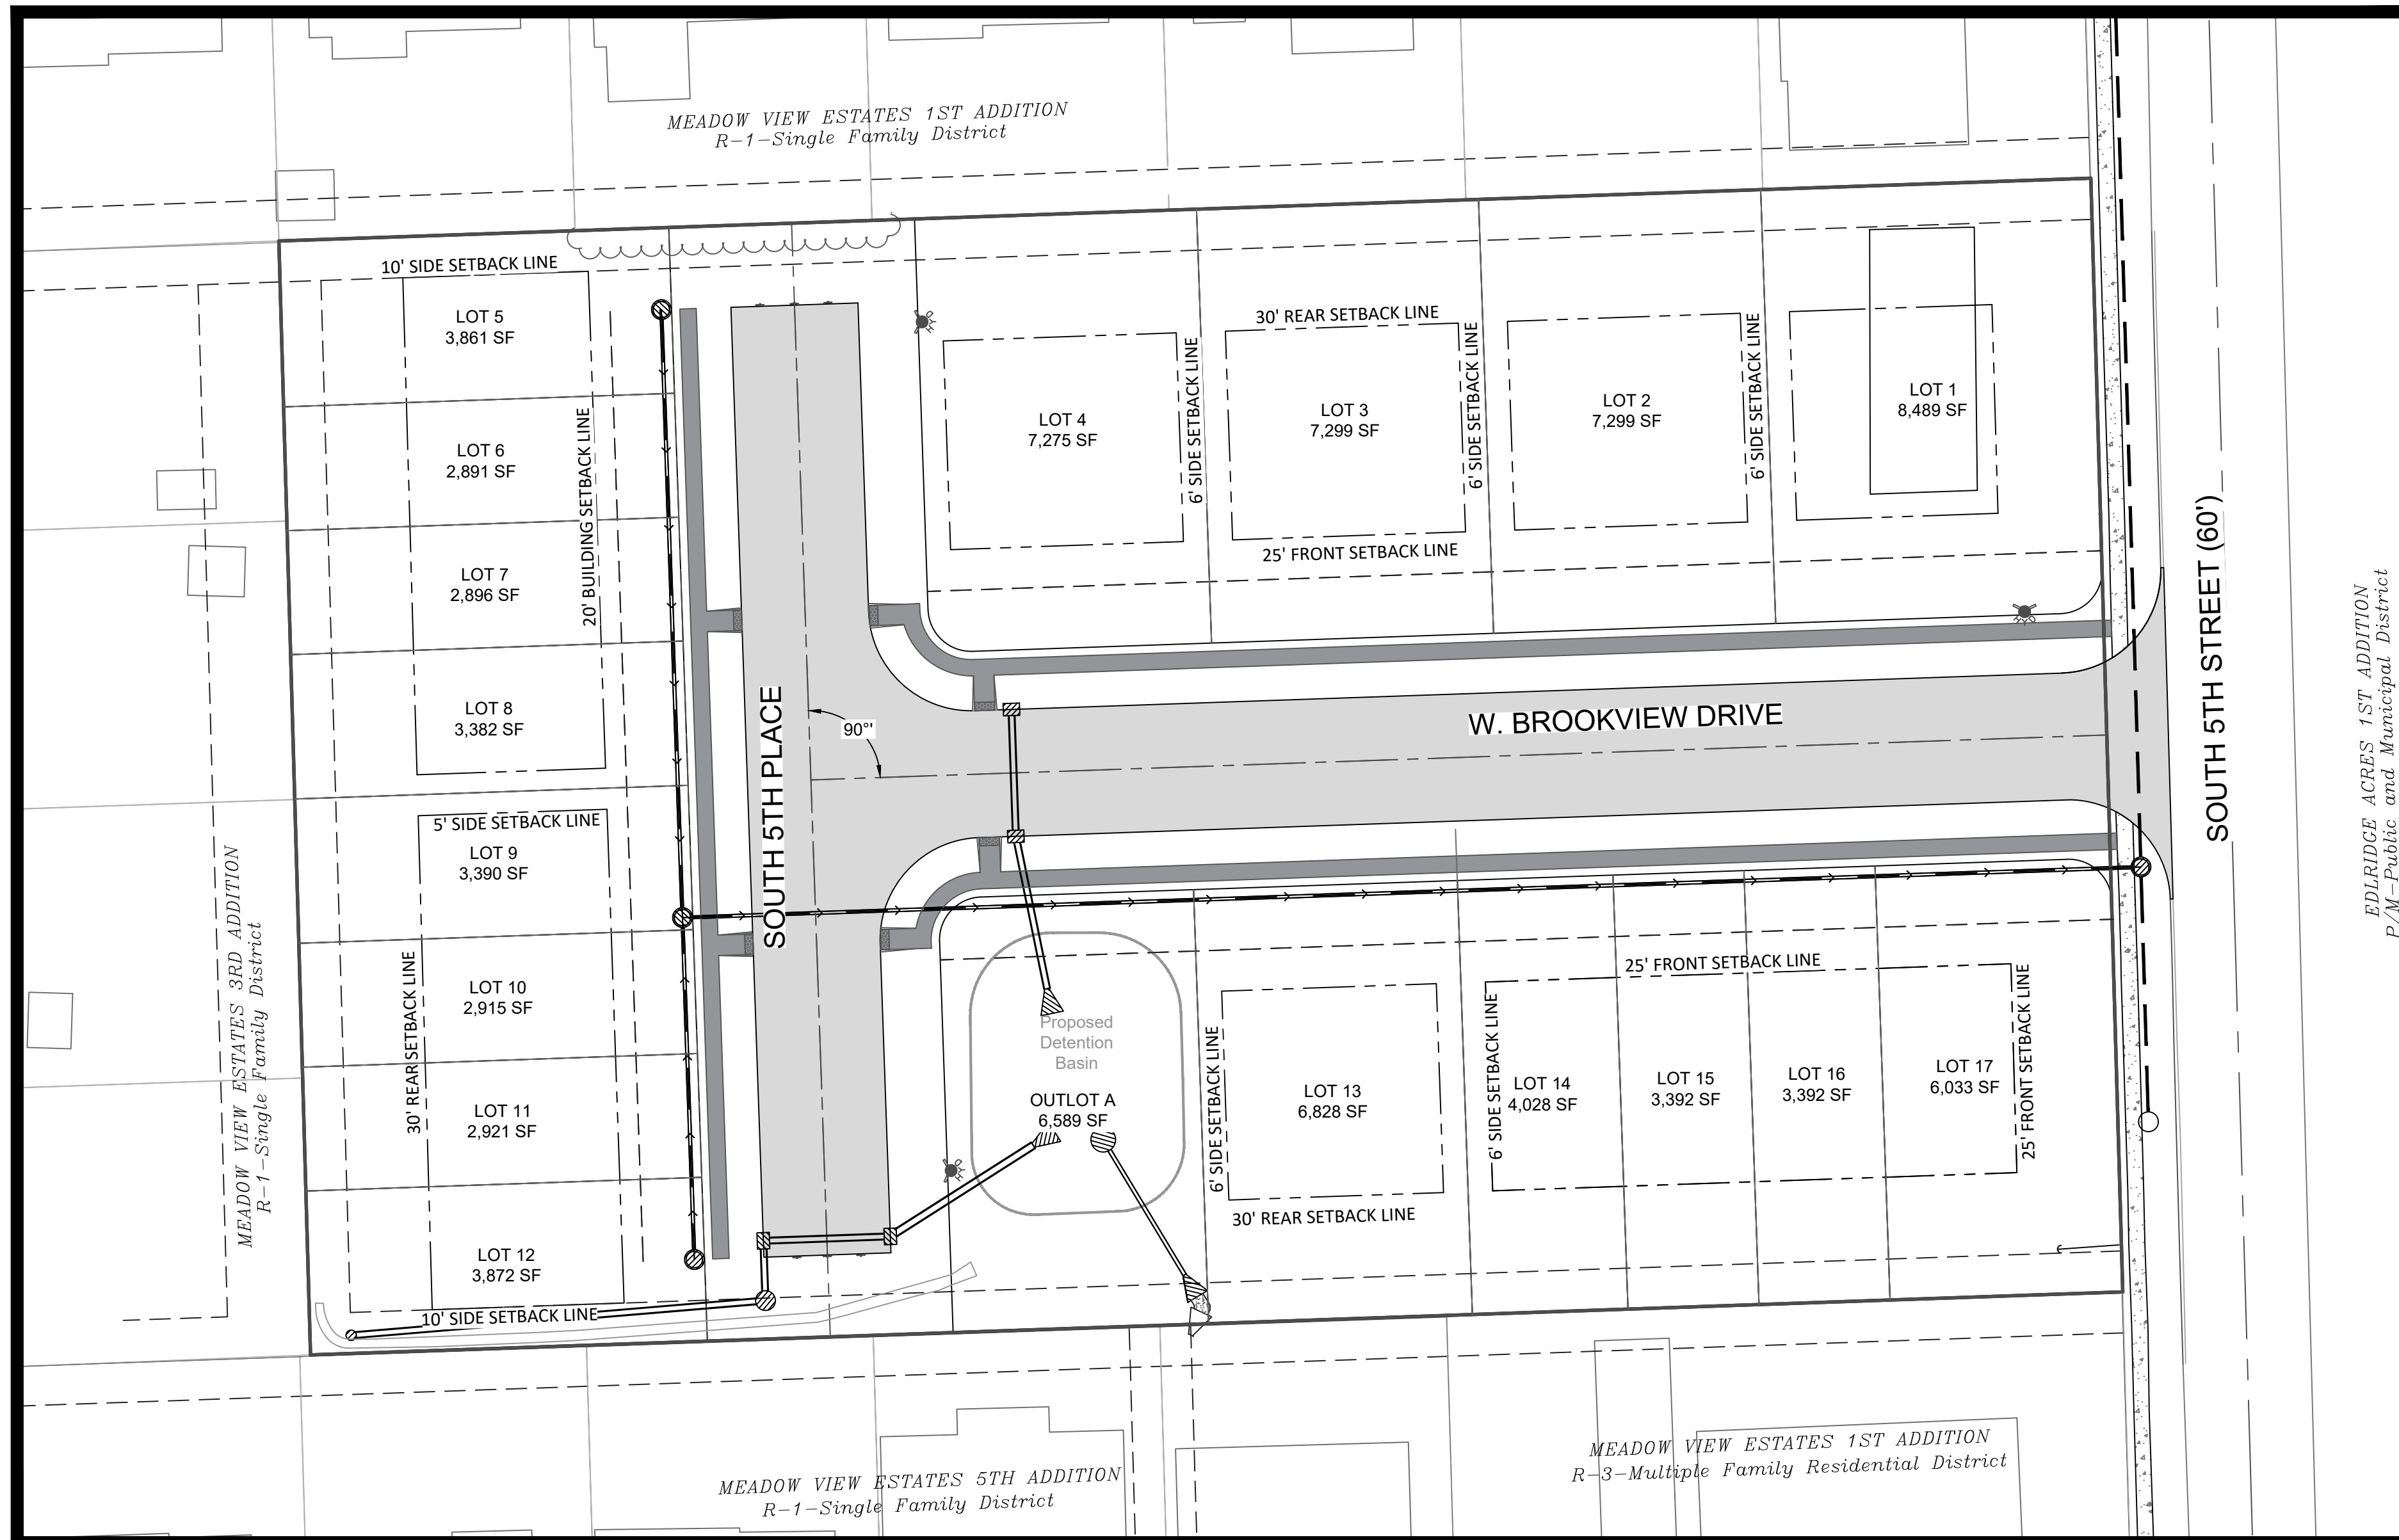 MEADOW VIEW ESTATES 1ST ADDITION
R-1-Single Family District
10' SIDE SETBACK LINE
LOT 5
3,861 SF
LOT 6
2,891 SF
20' BUILDING SETBACK LINE
LOT 7
2,896 SF
LOT 8
3,382 SF
5' SIDE SETBACK LINE
LOT 9
3,390 SF
LOT 10
2,915 SF
30' REAR SETBACK LINE
LOT 11
2,921 SF
LOT 12
3,872 SF
10' SIDE SETBACK LINE
MEADOW VIEW ESTATES 3RD ADDITION
R-1-Single Family District
SOUTH 5TH PLACE
90°'
LOT 4
7,275 SF
6' SIDE SETBACK LINE
30' REAR SETBACK LINE
LOT 3
7,299 SF
25' FRONT SETBACK LINE
6' SIDE SETBACK LINE
LOT 2
7,299 SF
6' SIDE SETBACK LINE
LOT 1
8,489 SF
W. BROOKVIEW DRIVE
SOUTH 5TH STREET (60')
EDLRIDGE ACRES 1ST ADDITION
P/M-Public and Municipal District
Proposed
Detention
Basin
OUTLOT A
6,589 SF
6' SIDE SETBACK LINE
LOT 13
6,828 SF
30' REAR SETBACK LINE
6' SIDE SETBACK LINE
25' FRONT SETBACK LINE
LOT 14
4,028 SF
LOT 15
3,392 SF
LOT 16
3,392 SF
LOT 17
6,033 SF
25' FRONT SETBACK LINE
MEADOW VIEW ESTATES 5TH ADDITION
R-1-Single Family District
MEADOW VIEW ESTATES 1ST ADDITION
R-3-Multiple Family Residential District